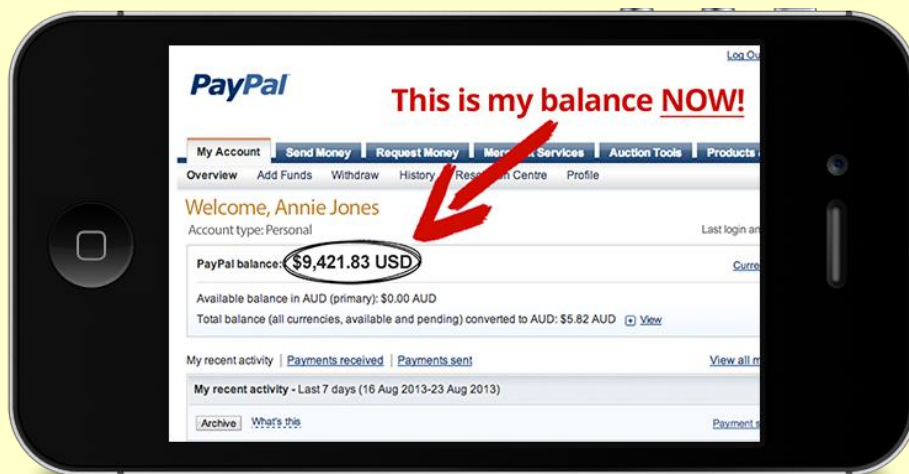 Log Ou
PayPal
This is my balance NOW!
My Account Send Money Request Money Services Auction Tools Products
Overview Add Funds Withdraw History Centre Profile
Welcome, Annie Jones
Account type: Personal
Last login an
PayPal balance: $9,421.83 USD
Curre
Available balance in AUD (primary): $0.00 AUD
Total balance (all currencies, available and pending) converted to AUD: $5.82 AUD View
My recent activity | Payments received | Payments sent
View all m
My recent activity - Last 7 days (16 Aug 2013-23 Aug 2013)
Archive What's this
Payment s